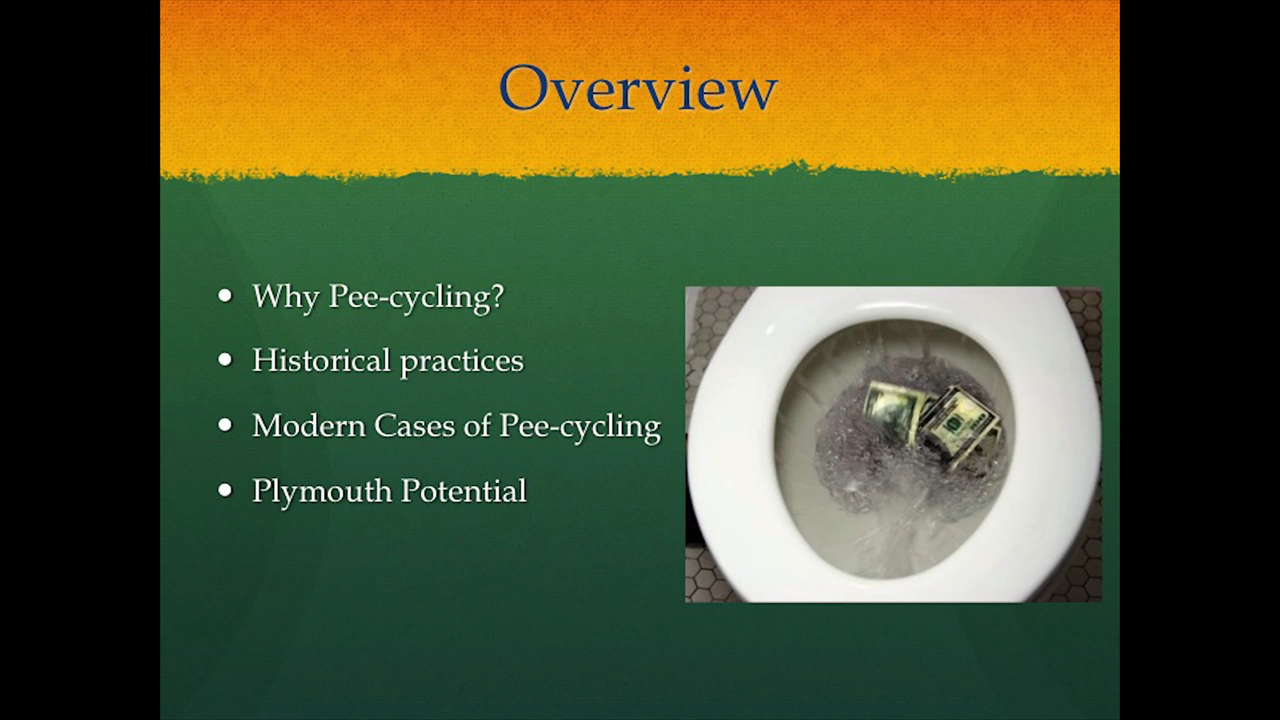 Overview
Why Pee-cycling?
Historical practices
Modern Cases of Pee-cycling
Plymouth Potential